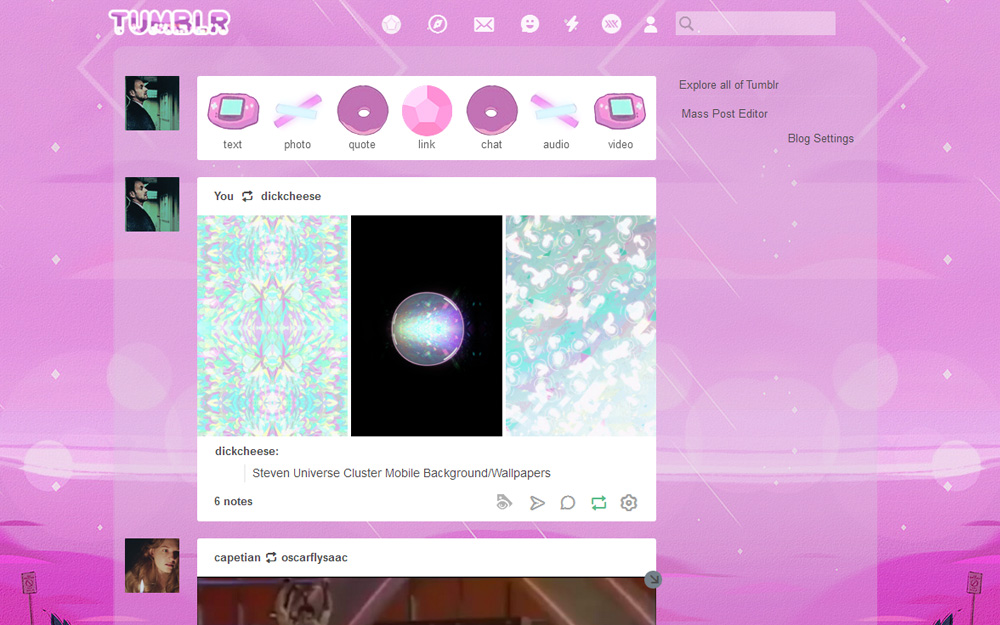 TUMBLR
text photo quote link chat audio video
Explore all of Tumblr
Mass Post Editor
Blog Settings
You dickcheese
dickcheese:
Steven Universe Cluster Mobile Background/Wallpapers
6 notes
capetian oscarflysaac